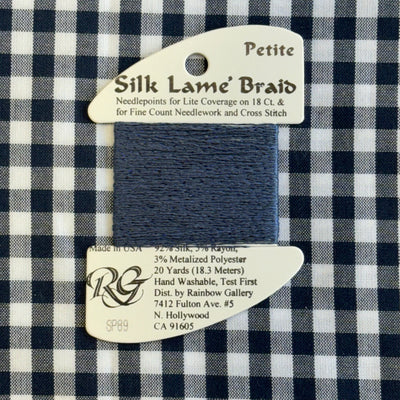 Petite
Silk Lame' Braid
Needlepoints for Lite Coverage on 18 Ct. &
for Fine Count Needlework and Cross Stitch
Made in USA 92% Silk, 5% Rayon,
3% Metalized Polyester
20 Yards (18.3 Meters)
Hand Washable, Test First
Dist. by Rainbow Gallery
7412 Fulton Ave. #5
N. Hollywood
CA 91605
RG
SP89